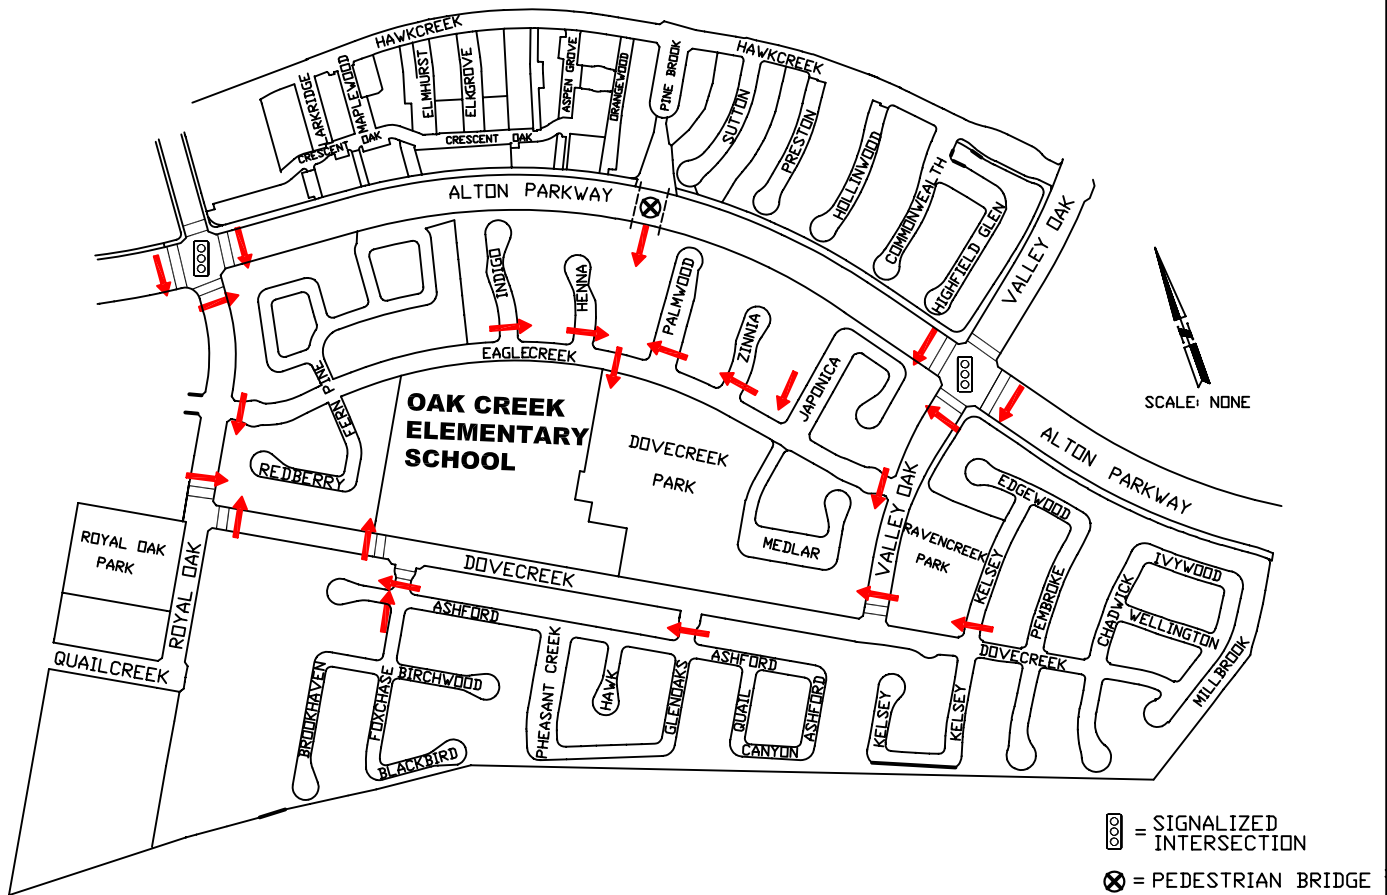 HAWKCREEK
HAWKCREEK
LARKRIDGE
MAPLEWOOD
ELMHURST
ELKGROVE
ASPEN GROVE
ORANGEWOOD
PINE BROOK
SUTTON
PRESTON
HOLLINWOOD
COMMONWEALTH
HIGHFIELD GLEN
VALLEY OAK
CRESCENT OAK
CRESCENT OAK
ALTON PARKWAY
INDIGO
HENNA
PALMWOOD
ZINNIA
JAPONICA
EAGLECREEK
FERN PINE
REDBERRY
OAK CREEK
ELEMENTARY
SCHOOL
DOVECREEK
PARK
MEDLAR
VALLEY OAK
RAVENCREEK
PARK
EDGEWOOD
ALTON PARKWAY
N
SCALE: NONE
ROYAL OAK
PARK
ROYAL OAK
QUAILCREEK
DOVECREEK
ASHFORD
KELSEY
PEMBROKE
CHADWICK
IVYWOOD
WELLINGTON
MILLBROOK
DOVECREEK
BROOKHAVEN
FOXCHASE
BIRCHWOOD
BLACKBIRD
PHEASANT CREEK
HAWK
GLENOAKS
ASHFORD
QUAIL
CANYON
ASHFORD
KELSEY
KELSEY
= SIGNALIZED
INTERSECTION
= PEDESTRIAN BRIDGE